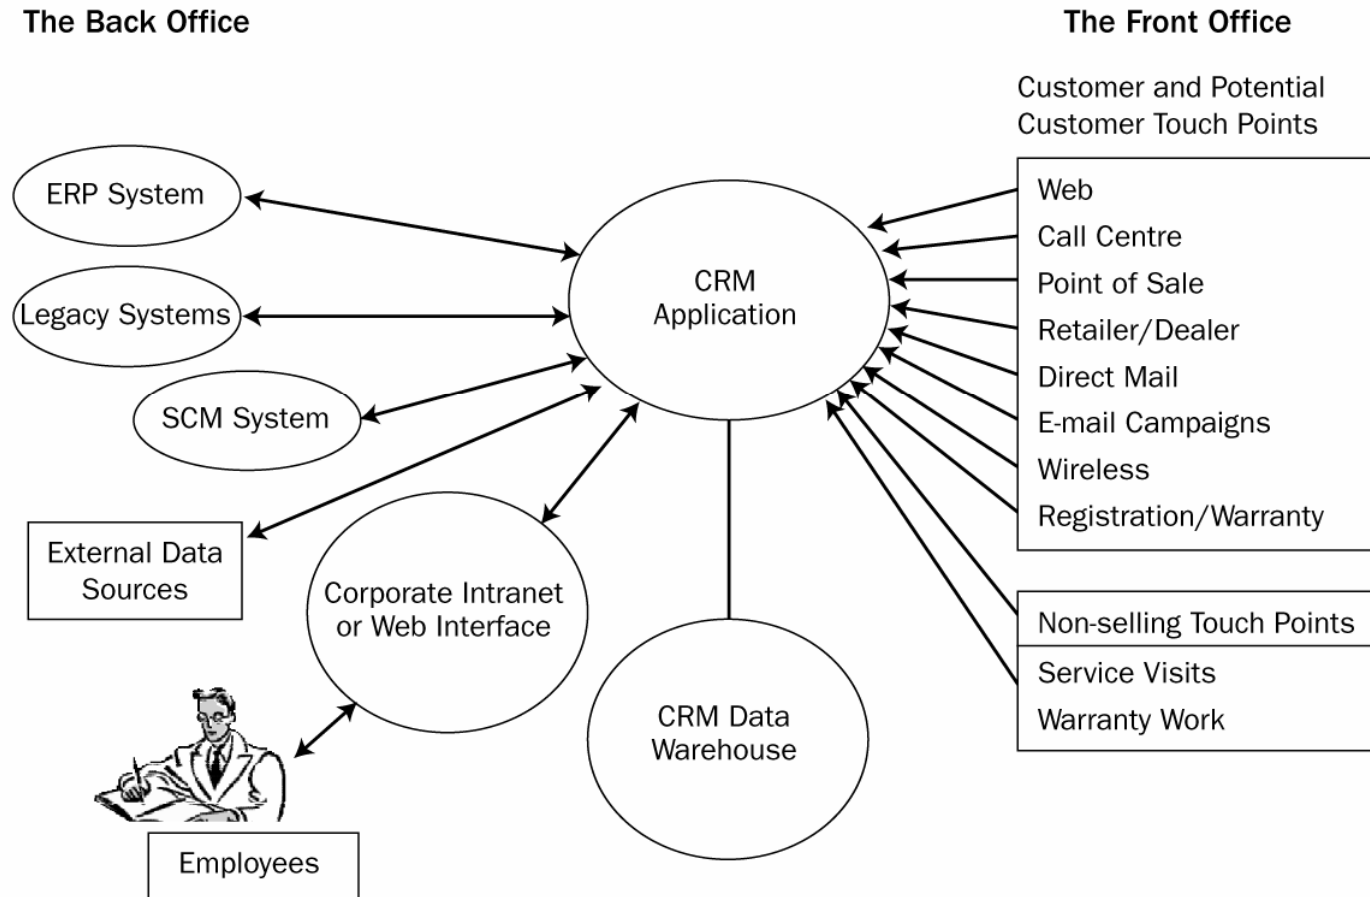 The Back Office
The Front Office
Customer and Potential
Customer Touch Points
ERP System
Legacy Systems
SCM System
External Data
Sources
Corporate Intranet
or Web Interface
Employees
CRM
Application
CRM Data
Warehouse
Web
Call Centre
Point of Sale
Retailer/Dealer
Direct Mail
E-mail Campaigns
Wireless
Registration/Warranty
Non-selling Touch Points
Service Visits
Warranty Work